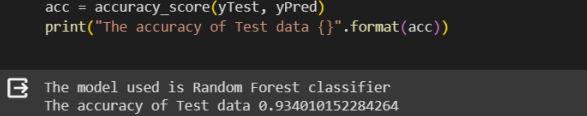 acc = accuracy_score(yTest, yPred)
print("The accuracy of Test data {}".format(acc))
The model used is Random Forest classifier
The accuracy of Test data 0.934010152284264